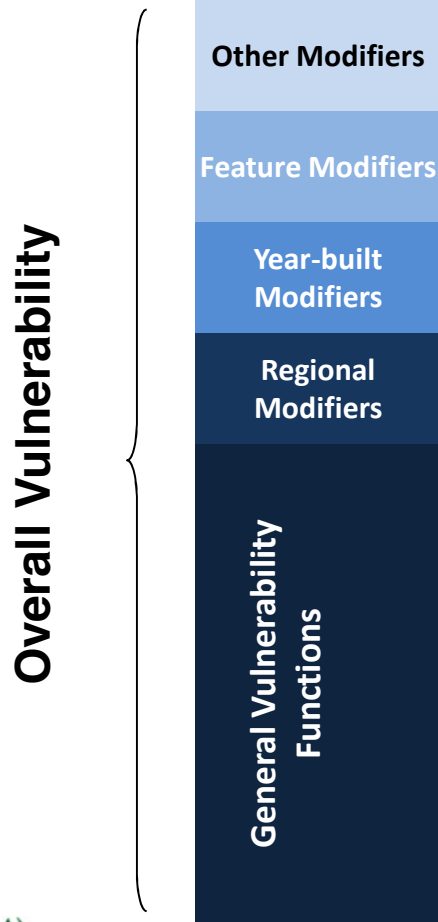 Overall Vulnerability
Other Modifiers
Feature Modifiers
Year-built
Modifiers
Regional
Modifiers
General Vulnerability
Functions